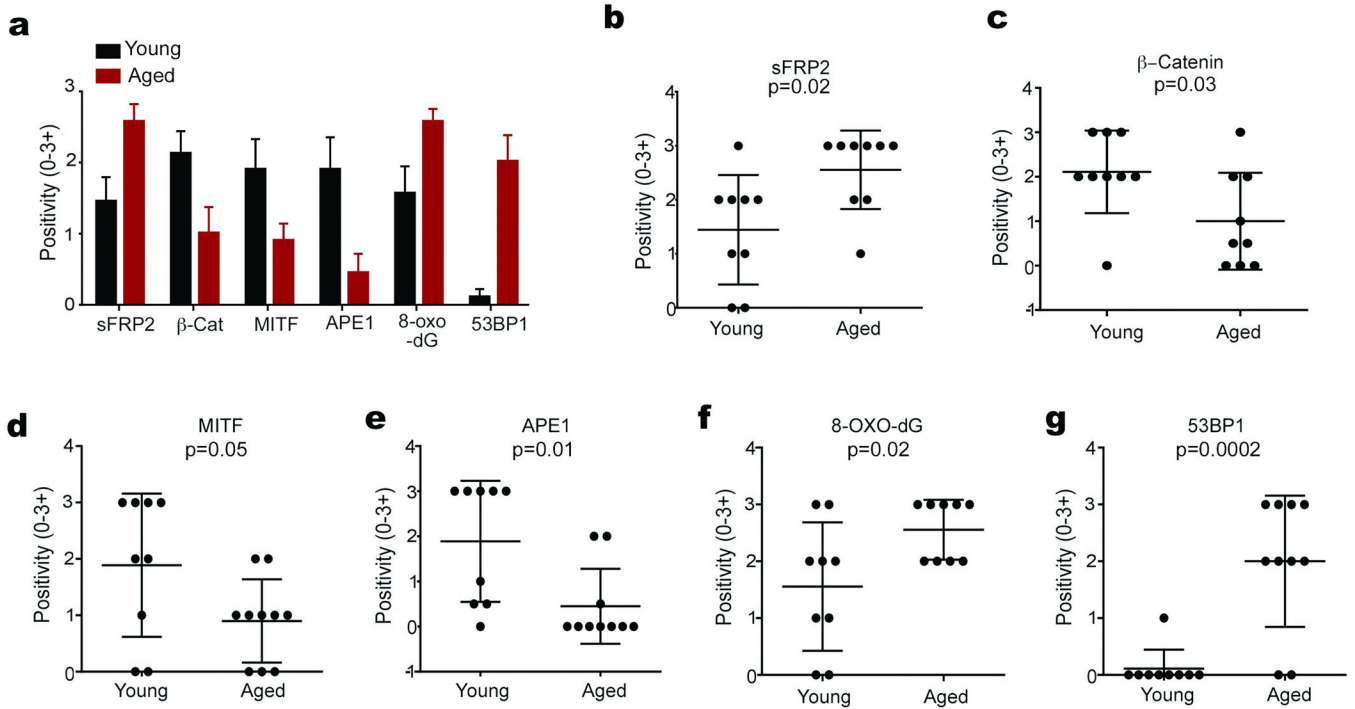 a
Young
Aged
Positivity (0-3+)
3
2
1
0
sFRP2
β-Cat
MITF
APE1
8-oxo
-dG
53BP1
b
sFRP2
p=0.02
Positivity (0-3+)
4
3
2
1
0
Young
Aged
c
β–Catenin
p=0.03
Positivity (0-3+)
4
3
2
1
0
-1
Young
Aged
d
MITF
p=0.05
Positivity (0-3+)
4
3
2
1
0
Young
Aged
e
APE1
p=0.01
Positivity (0-3+)
4
3
2
1
0
-1
Young
Aged
f
8-OXO-dG
p=0.02
Positivity (0-3+)
4
3
2
1
0
Young
Aged
g
53BP1
p=0.0002
Positivity (0-3+)
4
3
2
1
0
Young
Aged